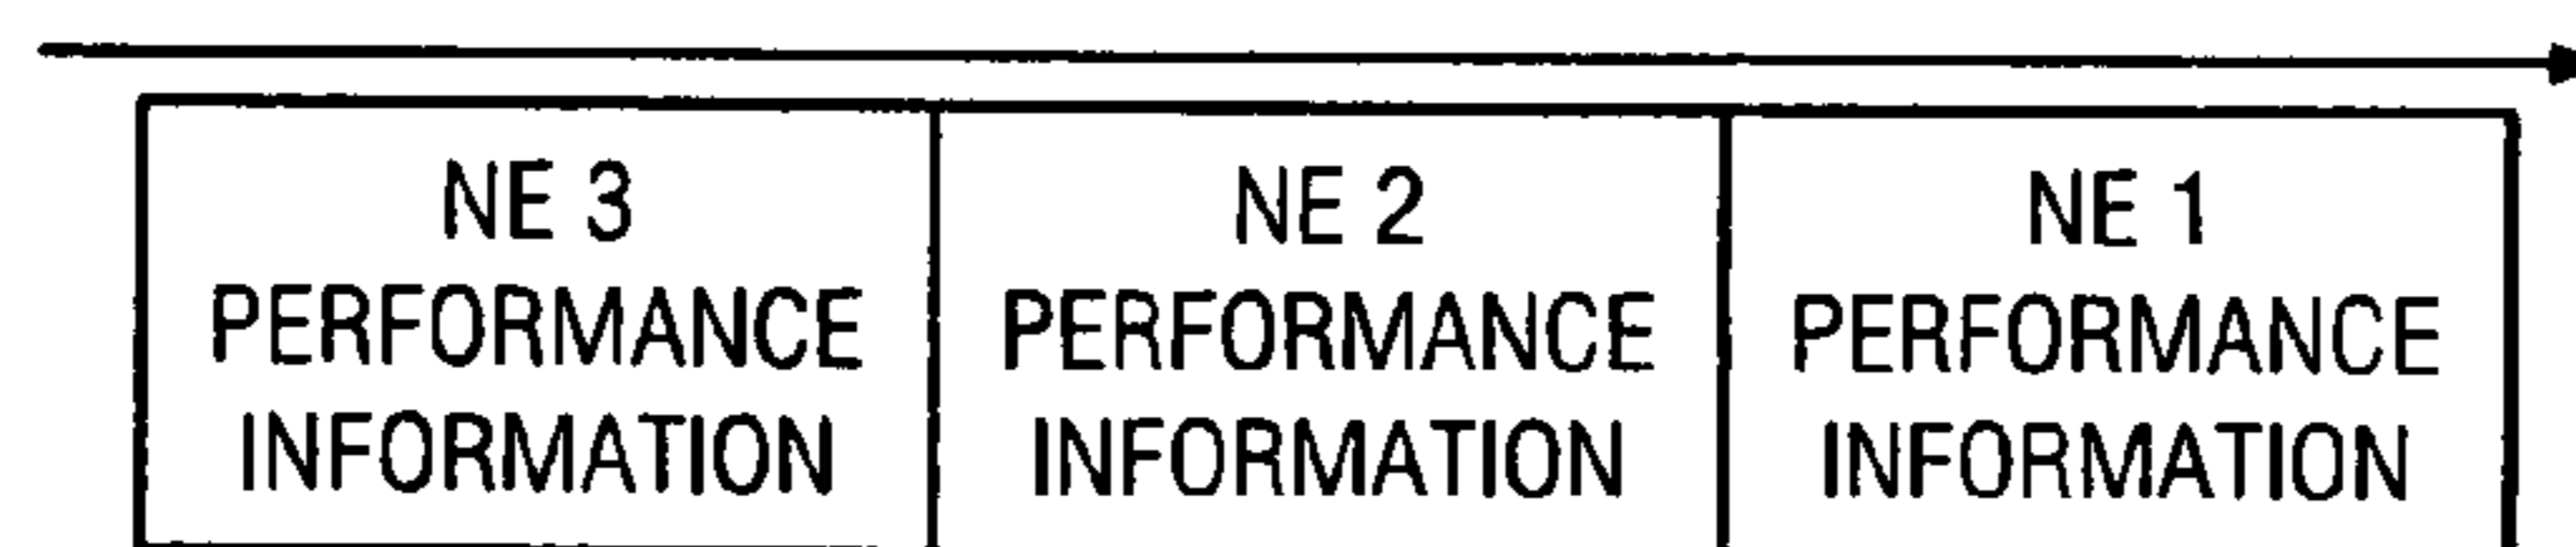 NE 3
PERFORMANCE
INFORMATION
NE 2
PERFORMANCE
INFORMATION
NE 1
PERFORMANCE
INFORMATION